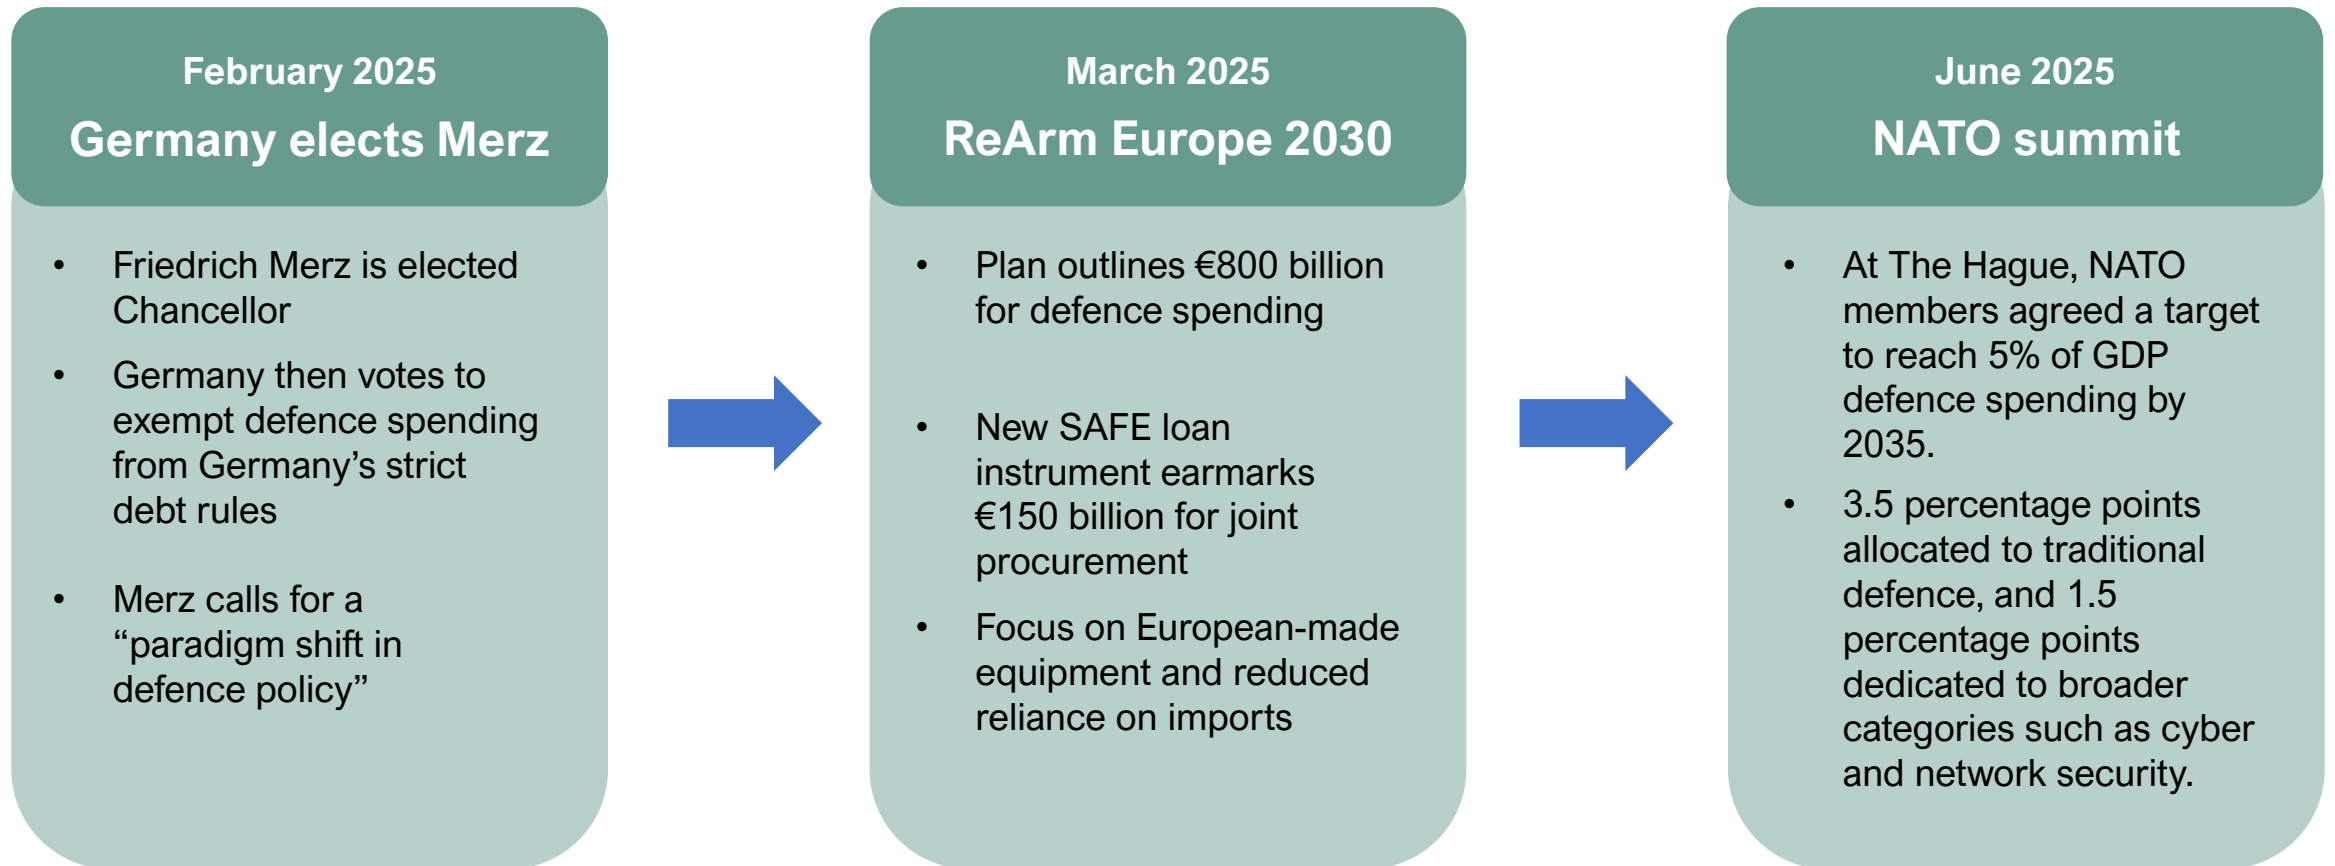 February 2025
Germany elects Merz
• Friedrich Merz is elected
Chancellor
• Germany then votes to
exempt defence spending
from Germany’s strict
debt rules
• Merz calls for a
“paradigm shift in
defence policy”
March 2025
ReArm Europe 2030
• Plan outlines €800 billion
for defence spending
• New SAFE loan
instrument earmarks
€150 billion for joint
procurement
• Focus on European-made
equipment and reduced
reliance on imports
June 2025
NATO summit
• At The Hague, NATO
members agreed a target
to reach 5% of GDP
defence spending by
2035.
• 3.5 percentage points
allocated to traditional
defence, and 1.5
percentage points
dedicated to broader
categories such as cyber
and network security.